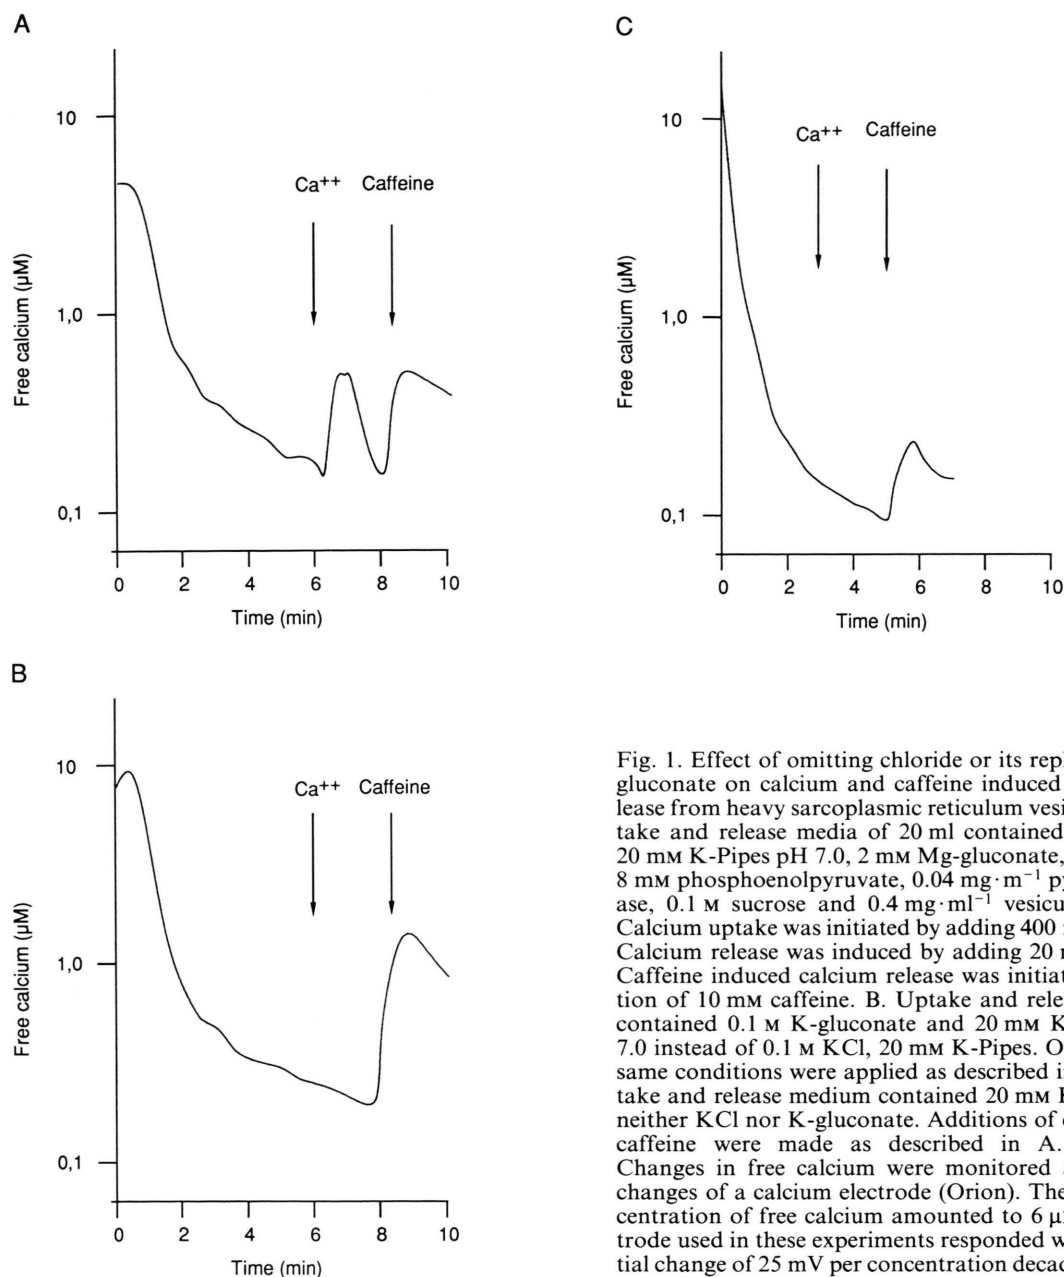 A
10
1,0
0,1
Free calcium (µM)
Ca++
Caffeine
0 2 4 6 8 10
Time (min)
B
10
1,0
0,1
Free calcium (µM)
Ca++
Caffeine
0 2 4 6 8 10
Time (min)
C
10
1,0
0,1
Free calcium (µM)
Ca++
Caffeine
0 2 4 6 8 10
Time (min)
Fig. 1. Effect of omitting chloride or its rep
gluconate on calcium and caffeine induced
lease from heavy sarcoplasmic reticulum vesi
take and release media of 20 ml contained
20 mM K-Pipes pH 7.0, 2 mM Mg-gluconate,
8 mM phosphoenolpyruvate, 0.04 mg·m⁻¹ py
ase, 0.1 M sucrose and 0.4 mg·ml⁻¹ vesicu
Calcium uptake was initiated by adding 400
Calcium release was induced by adding 20
Caffeine induced calcium release was initiat
tion of 10 mM caffeine. B. Uptake and rele
contained 0.1 M K-gluconate and 20 mM K
7.0 instead of 0.1 M KCl, 20 mM K-Pipes. O
same conditions were applied as described i
take and release medium contained 20 mM
neither KCl nor K-gluconate. Additions of
caffeine were made as described in A.
Changes in free calcium were monitored
changes of a calcium electrode (Orion). The
centration of free calcium amounted to 6 µ
trode used in these experiments responded w
tial change of 25 mV per concentration decad